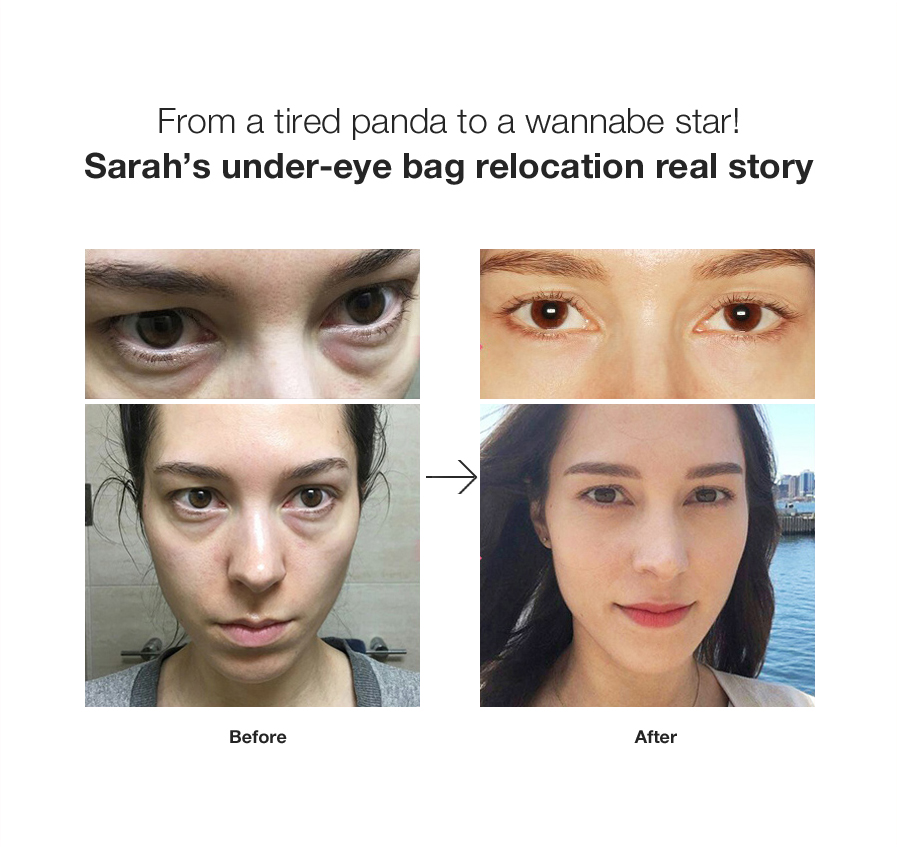 From a tired panda to a wannabe star!
Sarah’s under-eye bag relocation real story
Before
After